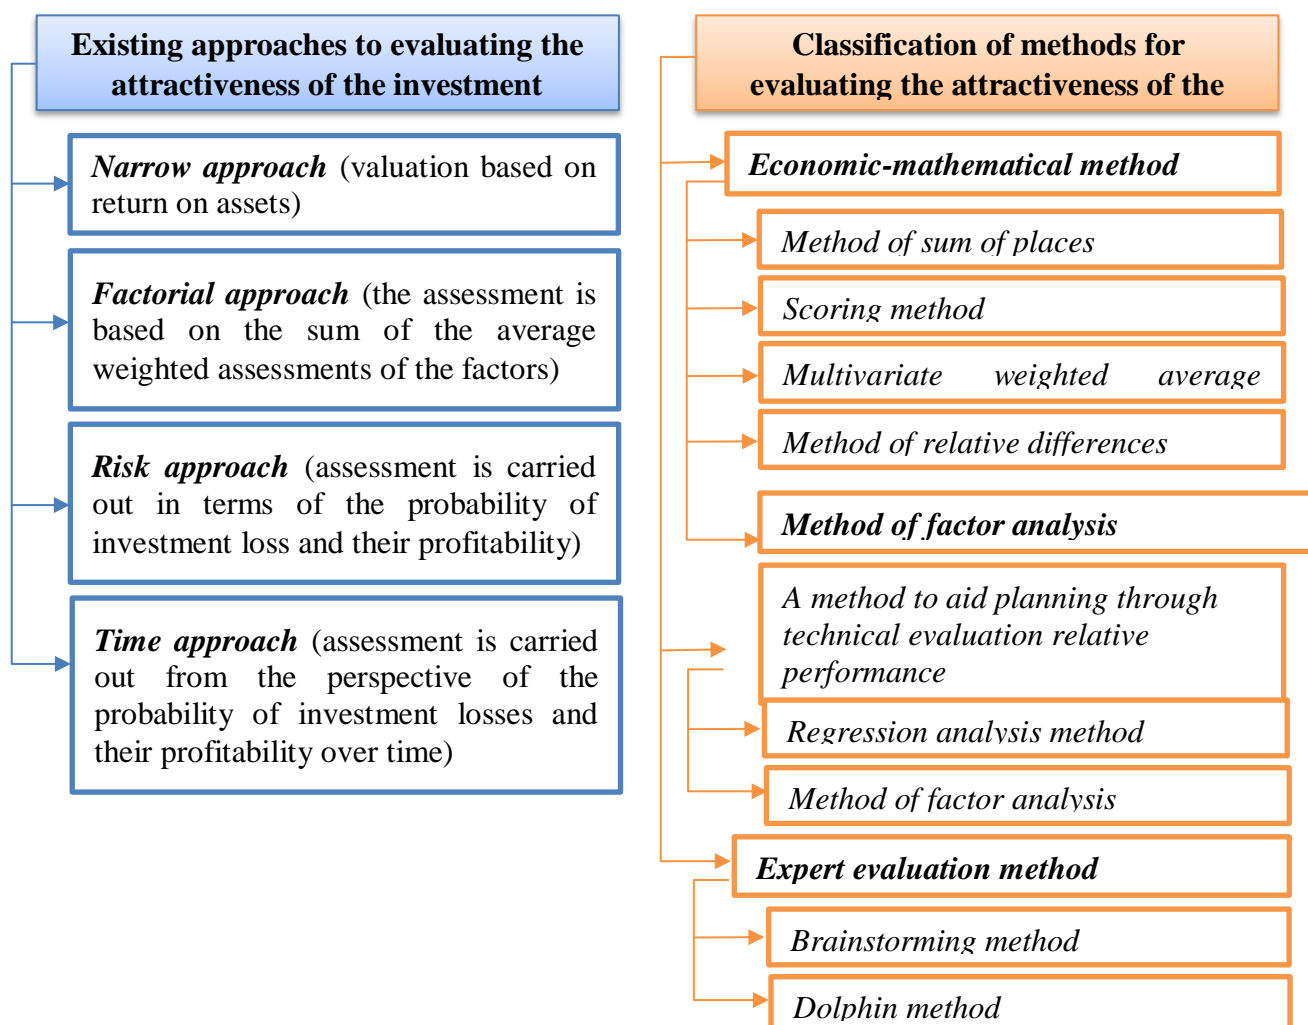 Existing approaches to evaluating the
attractiveness of the investment
Narrow approach (valuation based on
return on assets)
Factorial approach (the assessment is
based on the sum of the average
weighted assessments of the factors)
Risk approach (assessment is carried
out in terms of the probability of
investment loss and their profitability)
Time approach (assessment is carried
out from the perspective of the
probability of investment losses and
their profitability over time)
Classification of methods for
evaluating the attractiveness of the
Economic-mathematical method
Method of sum of places
Scoring method
Multivariate weighted average
Method of relative differences
Method of factor analysis
A method to aid planning through
technical evaluation relative
performance
Regression analysis method
Method of factor analysis
Expert evaluation method
Brainstorming method
Dolphin method